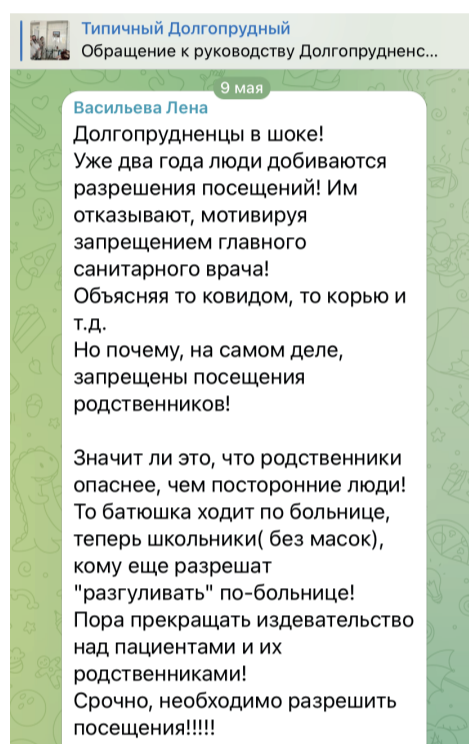 Типичный Долгопрудный
Обращение к руководству Долгопрудненс...
9 мая
Васильева Лена
Долгопрудненцы в шоке!
Уже два года люди добиваются
разрешения посещений! Им
отказывают, мотивируя
запрещением главного
санитарного врача!
Объясняя то ковидом, то корью и
т.д.
Но почему, на самом деле,
запрещены посещения
родственников!
Значит ли это, что родственники
опаснее, чем посторонние люди!
То батюшка ходит по больнице,
теперь школьники( без масок),
кому еще разрешат
"разгуливать" по-больнице!
Пора прекращать издевательство
над пациентами и их
родственниками!
Срочно, необходимо разрешить
посещения!!!!!